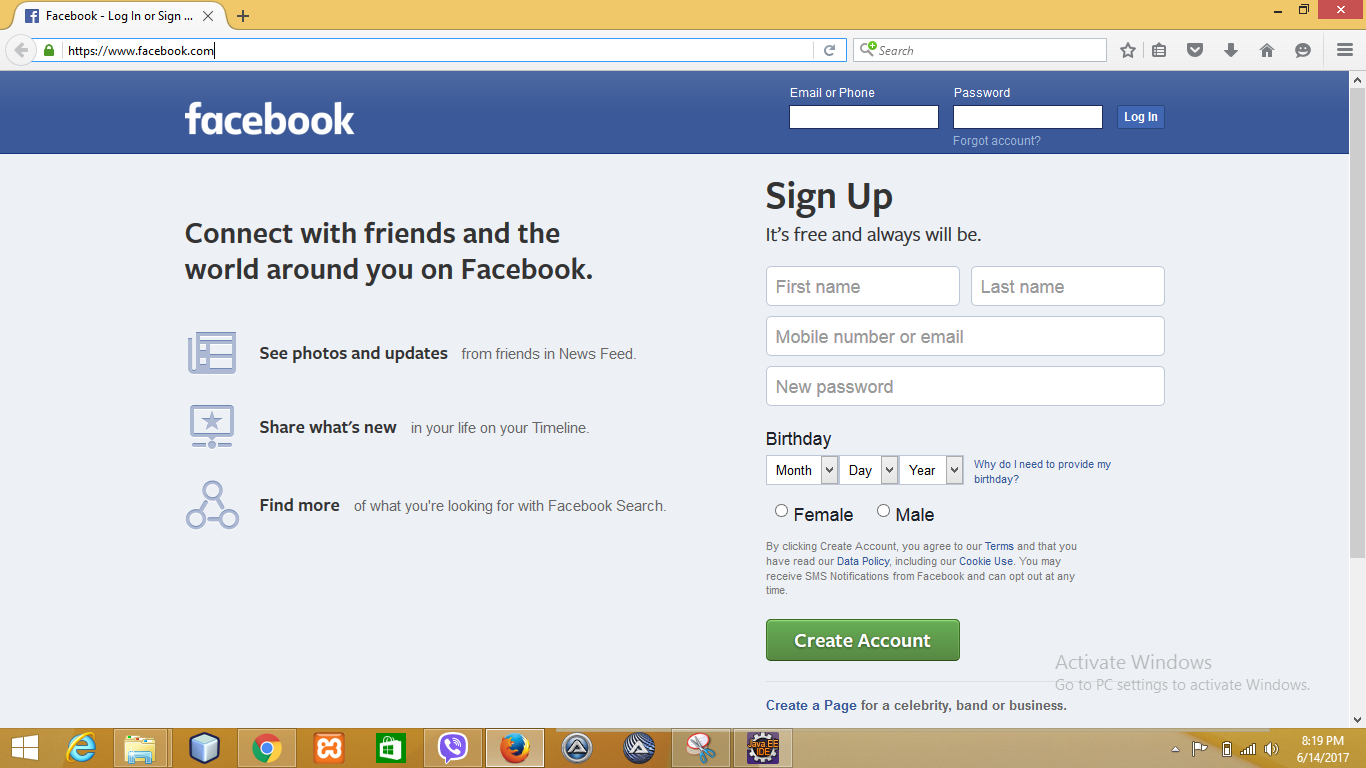 Facebook - Log In or Sign ...
https://www.facebook.com
Search
facebook
Email or Phone
Password
Log In
Forgot account?
Connect with friends and the
world around you on Facebook.
See photos and updates from friends in News Feed.
Share what's new in your life on your Timeline.
Find more of what you're looking for with Facebook Search.
Sign Up
It's free and always will be.
First name
Last name
Mobile number or email
New password
Birthday
Month
Day
Year
Why do I need to provide my
birthday?
Female
Male
By clicking Create Account, you agree to our Terms and that you
have read our Data Policy, including our Cookie Use. You may
receive SMS Notifications from Facebook and can opt out at any
time.
Create Account
Activate Windows
Go to PC settings to activate Windows.
Create a Page for a celebrity, band or business.
Java EE
IDE
8:19 PM
6/14/2017